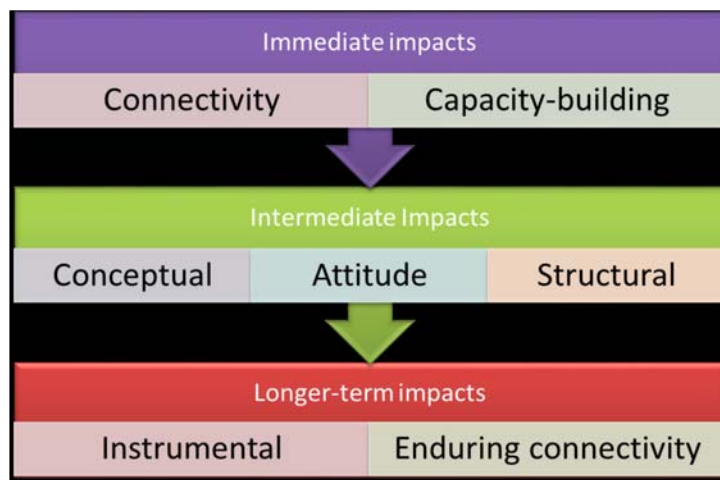 Immediate impacts
Connectivity Capacity-building
Intermediate Impacts
Conceptual Attitude Structural
Longer-term impacts
Instrumental Enduring connectivity